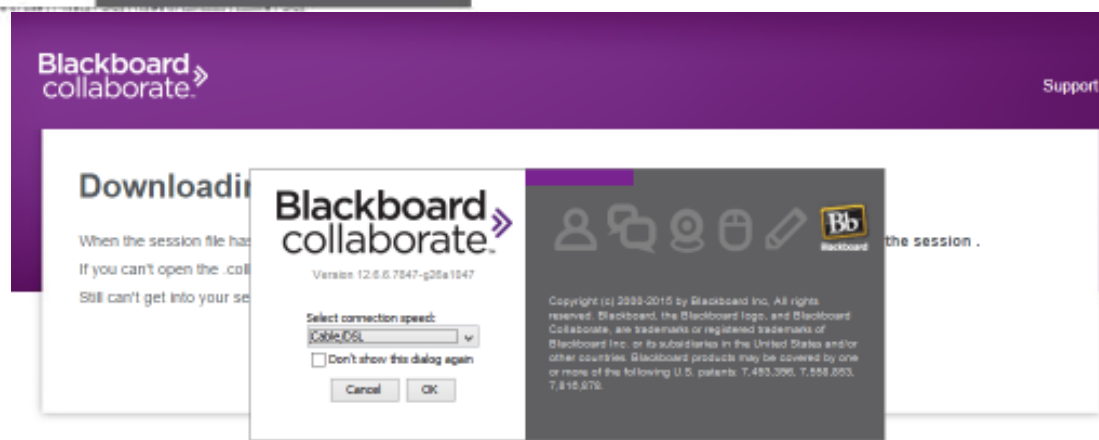 Blackboard
collaborate.
Support
Downloadin
When the session file has
the session .
If you can't open the .coll
Still can't get into your se
Blackboard
collaborate.
Version 12.6.6.7847-g26a1047
Select connection speed:
Cable/DSL
Don't show this dialog again
Cancel OK
Bb
Blackboard
Copyright (c) 2000-2015 by Blackboard Inc, All rights
reserved. Blackboard, the Blackboard logo, and Blackboard
Collaborate, are trademarks or registered trademarks of
Blackboard Inc. or its subsidiaries in the United States and/or
other countries. Blackboard products may be covered by one
or more of the following U.S. patents: 7,493,396, 7,558,853,
7,816,878.